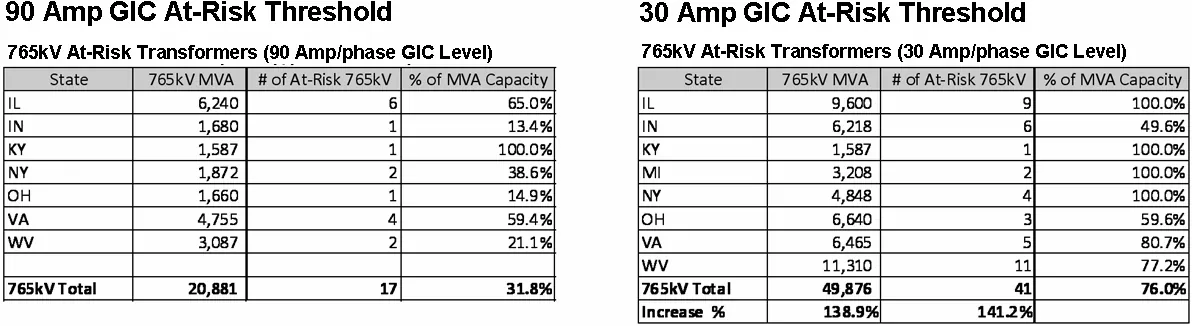 90 Amp GIC At-Risk Threshold
765kV At-Risk Transformers (90 Amp/phase GIC Level)
State 765kV MVA # of At-Risk 765kV % of MVA Capacity
IL 6,240 6 65.0%
IN 1,680 1 13.4%
KY 1,587 1 100.0%
NY 1,872 2 38.6%
OH 1,660 1 14.9%
VA 4,755 4 59.4%
WV 3,087 2 21.1%
765kV Total 20,881 17 31.8%
30 Amp GIC At-Risk Threshold
765kV At-Risk Transformers (30 Amp/phase GIC Level)
State 765kV MVA # of At-Risk 765kV % of MVA Capacity
IL 9,600 9 100.0%
IN 6,218 6 49.6%
KY 1,587 1 100.0%
MI 3,208 2 100.0%
NY 4,848 4 100.0%
OH 6,640 3 59.6%
VA 6,465 5 80.7%
WV 11,310 11 77.2%
765kV Total 49,876 41 76.0%
Increase % 138.9% 141.2%